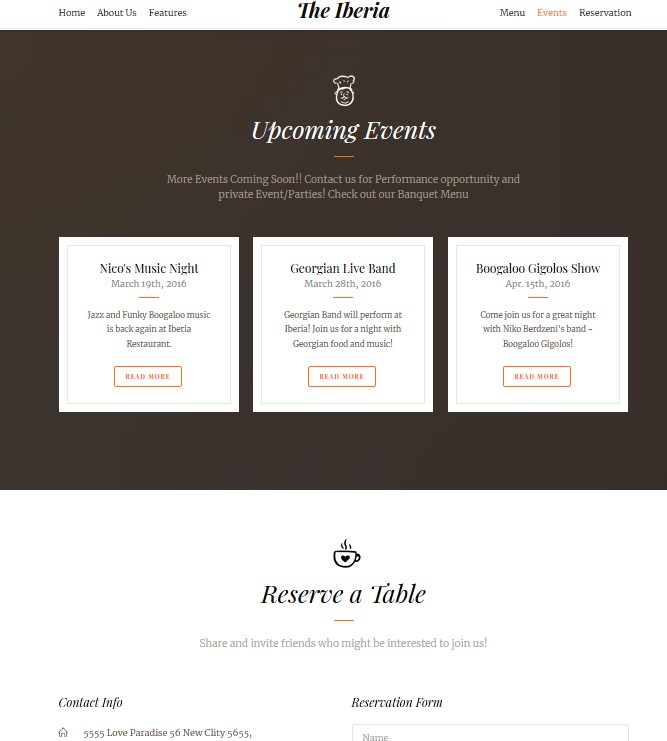 Home About Us Features The Iberia Menu Events Reservation
Upcoming Events
More Events Coming Soon!! Contact us for Performance opportunity and
private Event/Parties! Check out our Banquet Menu
Nico's Music Night
March 19th, 2016
Jazz and Funky Boogaloo music
is back again at Iberia
Restaurant.
READ MORE
Georgian Live Band
March 28th, 2016
Georgian Band will perform at
Iberia! Join us for a night with
Georgian food and music!
READ MORE
Boogaloo Gigolos Show
Apr. 15th, 2016
Come join us for a great night
with Niko Berdzeni's band -
Boogaloo Gigolos!
READ MORE
Reserve a Table
Share and invite friends who might be interested to join us!
Contact Info
5555 Love Paradise 56 New Clity 5655,
Reservation Form
Name